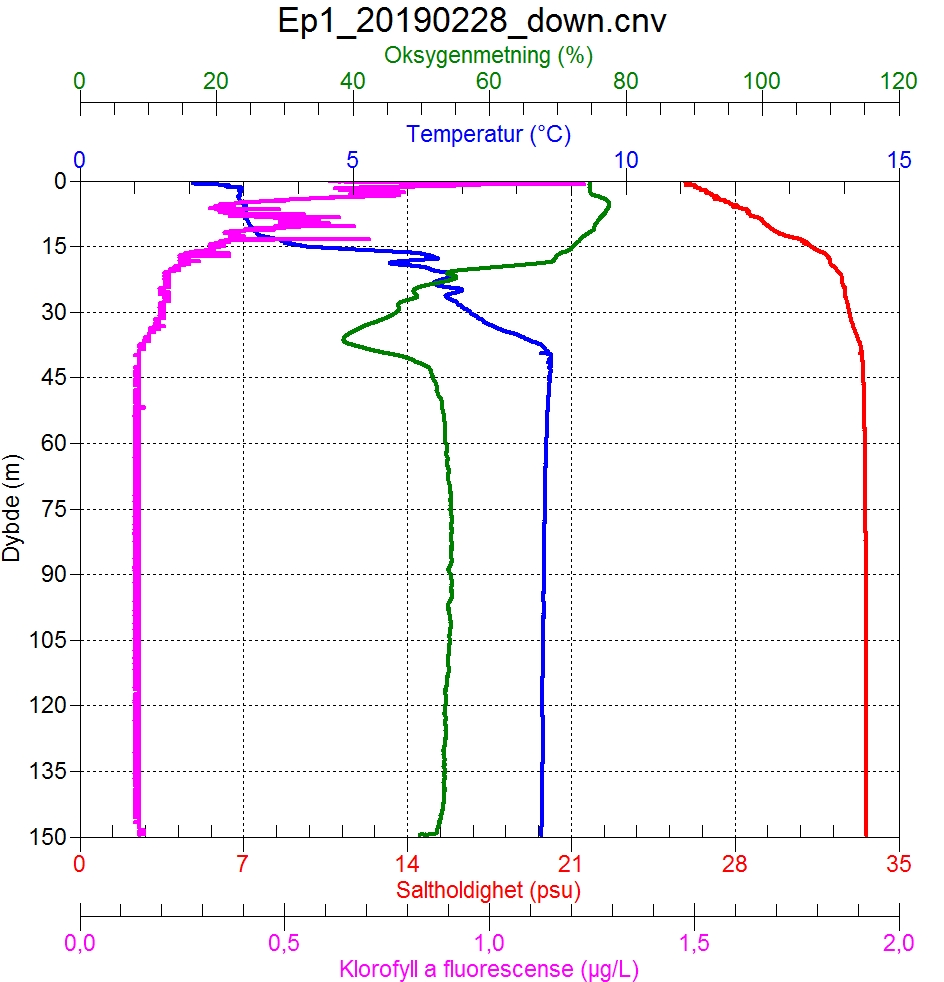 Ep1_20190228_down.cnv
Oksygenmetning (%)
0 20 40 60 80 100 120
Temperatur (°C)
0 5 10 15
0
15
30
45
60
75
90
105
120
135
150
Dybde (m)
0 7 14 21 28 35
Saltholdighet (psu)
0,0 0,5 1,0 1,5 2,0
Klorofyll a fluorescense (µg/L)